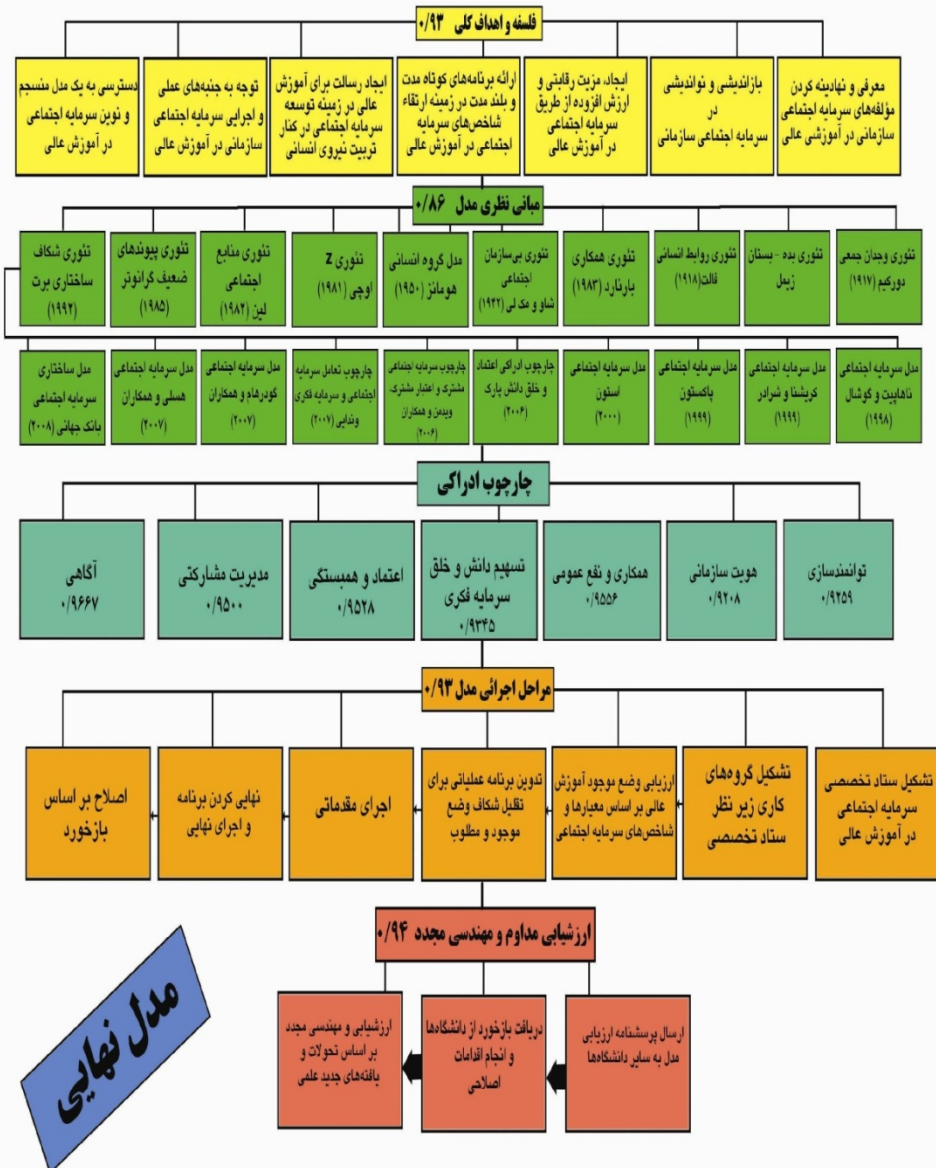 فلسفه و اهداف کلی ۰/۹۳
معرفی و نهادینه کردن
مؤلفه‌های سرمایه اجتماعی
سازمانی در آموزشی عالی
بازاندیشی و نواندیشی
در
سرمایه اجتماعی سازمانی
ایجاد، مزیت رقابتی و
ارزش افزوده از طریق
سرمایه اجتماعی
در آموزش عالی
ارائه برنامه‌های کوتاه مدت
و بلند مدت در زمینه ارتقاء
شاخص‌های سرمایه
اجتماعی در آموزش عالی
ایجاد رسالت برای آموزش
عالی در زمینه توسعه
سرمایه اجتماعی در کنار
تربیت نیروی انسانی
توجه به جنبه‌های عملی
و اجرایی سرمایه اجتماعی
سازمانی در آموزش عالی
دسترسی به یک مدل منسجم
و نوین سرمایه اجتماعی
در آموزش عالی
مبانی نظری مدل ۰/۸۶
تئوری وجدان جمعی
دورکیم (۱۹۱۷)
تئوری بده - بستان
زیمل
تئوری روابط انسانی
فالت(۱۹۱۸)
تئوری همکاری
بارنارد (۱۹۸۳)
تئوری بی‌سازمان
اجتماعی
شاو و مک لی (۱۹۴۲)
مدل گروه انسانی
هومانز (۱۹۵۰)
تئوری Z
اوچی (۱۹۸۱)
تئوری منابع
اجتماعی
لین (۱۹۸۲)
تئوری پیوندهای
ضعیف گرانوتر
(۱۹۸۵)
تئوری شکاف
ساختاری برت
(۱۹۹۲)
مدل سرمایه اجتماعی
ناهاپیت و گوشال
(۱۹۹۸)
مدل سرمایه اجتماعی
کریشنا و شرادر
(۱۹۹۹)
مدل سرمایه اجتماعی
پاکستون
(۱۹۹۹)
مدل سرمایه اجتماعی
استون
(۲۰۰۰)
چارچوب ادراکی اعتماد
و خلق دانش پارک
(۲۰۰۶)
چارچوب سرمایه اجتماعی
مشترک و اعتبار مشترک،
ویدمن و همکاران
(۲۰۰۶)
چارچوب تعامل سرمایه
اجتماعی و سرمایه فکری
وندایی (۲۰۰۷)
مدل سرمایه اجتماعی
گودرهام و همکاران
(۲۰۰۷)
مدل سرمایه اجتماعی
هسلی و همکاران
(۲۰۰۷)
مدل ساختاری
سرمایه اجتماعی
بانک جهانی (۲۰۰۸)
چارچوب ادراکی
توانمندسازی
۰/۹۲۵۹
هویت سازمانی
۰/۹۲۰۸
همکاری و نفع عمومی
۰/۹۵۵۶
تسهیم دانش و خلق
سرمایه فکری
۰/۹۳۴۵
اعتماد و همبستگی
۰/۹۵۲۸
مدیریت مشارکتی
۰/۹۵۰۰
آگاهی
۰/۹۶۶۷
مراحل اجرائی مدل ۰/۹۳
تشکیل ستاد تخصصی
سرمایه اجتماعی
در آموزش عالی
تشکیل گروه‌های
کاری زیر نظر
ستاد تخصصی
ارزیابی وضع موجود آموزش
عالی بر اساس معیارها و
شاخص‌های سرمایه اجتماعی
تدوین برنامه عملیاتی برای
تقلیل شکاف وضع
موجود و مطلوب
اجرای مقدماتی
نهایی کردن برنامه
و اجرای نهایی
اصلاح بر اساس
بازخورد
ارزشیابی مداوم و مهندسی مجدد ۰/۹۴
ارسال پرسشنامه ارزیابی
مدل به سایر دانشگاه‌ها
دریافت بازخورد از دانشگاه‌ها
و انجام اقدامات
اصلاحی
ارزشیابی و مهندسی مجدد
بر اساس تحولات و
یافته‌های جدید علمی
مدل نهایی